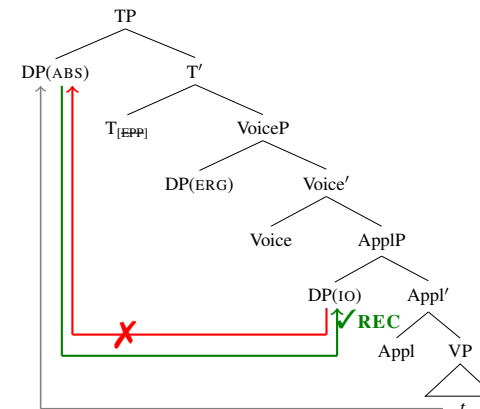 TP
DP(ABS) T′
T[EPP] VoiceP
DP(ERG) Voice′
Voice ApplP
DP(IO) Appl′
✗ ✓REC
Appl VP
t